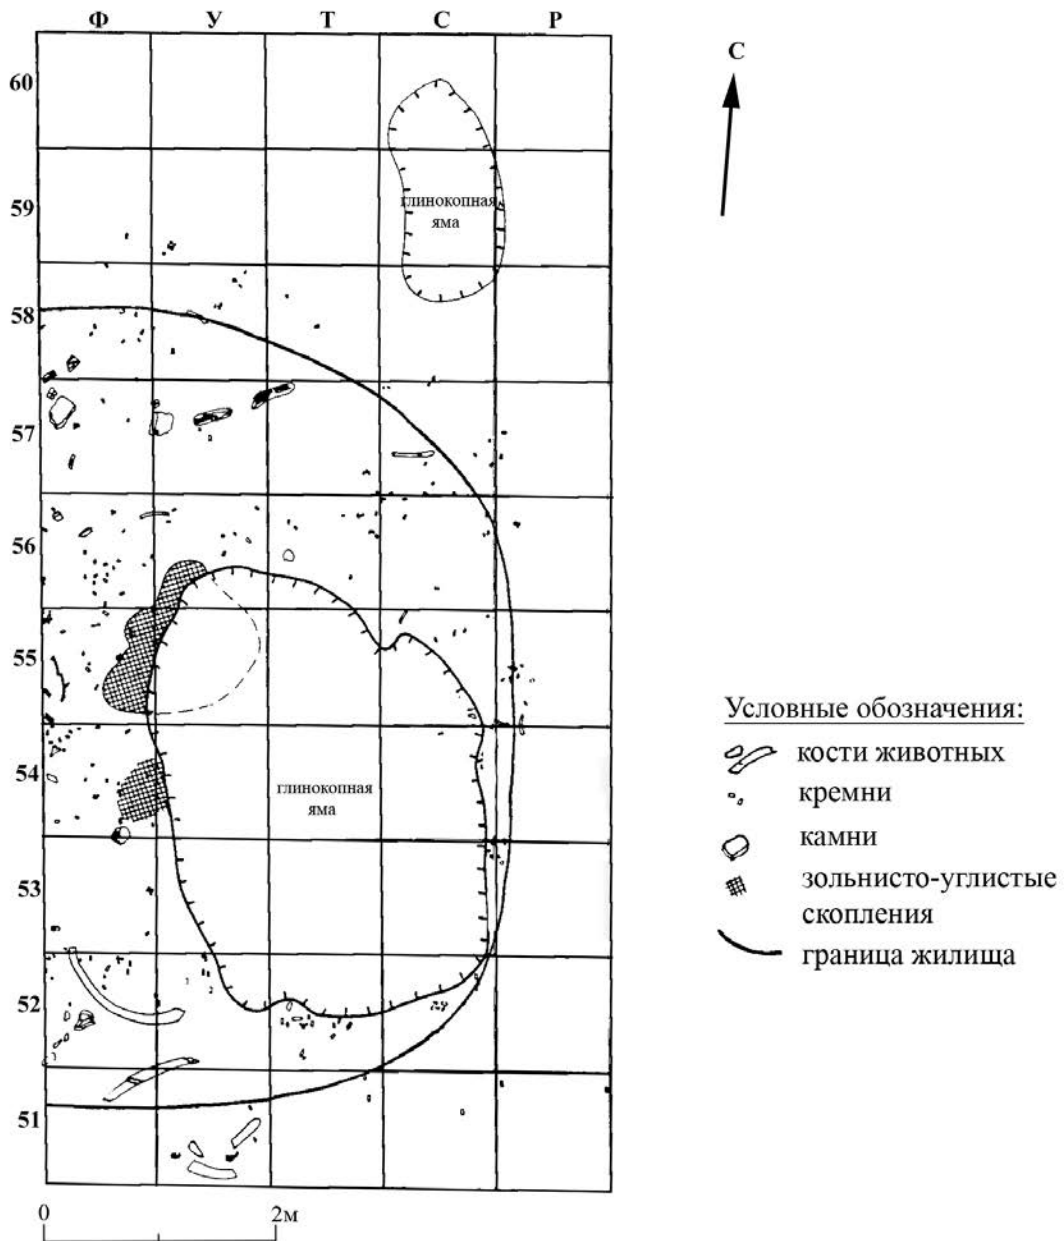 Ф У Т С Р
С
60
59
глинокопная
яма
58
57
56
55
54
глинокопная
яма
53
52
51
Условные обозначения:
кости животных
кремни
камни
зольнисто-углистые
скопления
граница жилища
0 2м